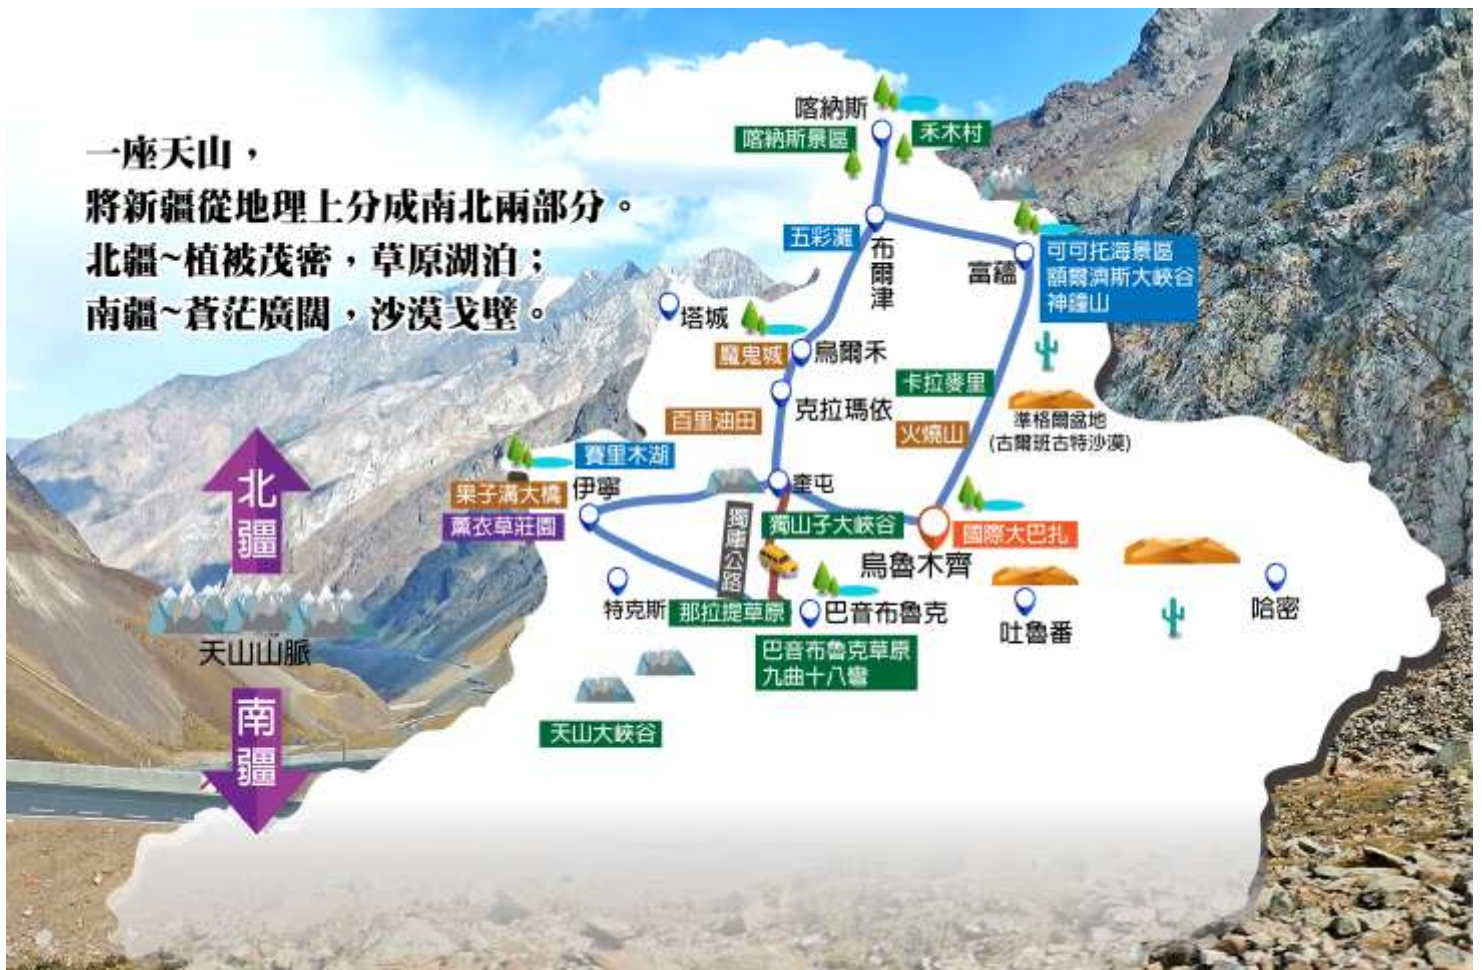 一座天山，
將新疆從地理上分成南北兩部分。
北疆~植被茂密，草原湖泊；
南疆~蒼茫廣闊，沙漠戈壁。
喀納斯
喀納斯景區
禾木村
五彩灘
布爾津
富蘊
可可托海景區
額爾濟斯大峽谷
神鐘山
塔城
魔鬼城
烏爾禾
克拉瑪依
百里油田
卡拉麥里
火燒山
準格爾盆地
(古爾班古特沙漠)
北疆
賽里木湖
果子溝大橋
伊寧
薰衣草莊園
奎屯
獨山子大峽谷
獨庫公路
國際大巴扎
烏魯木齊
特克斯
那拉提草原
巴音布魯克
吐魯番
哈密
天山山脈
巴音布魯克草原
九曲十八彎
天山大峽谷
南疆